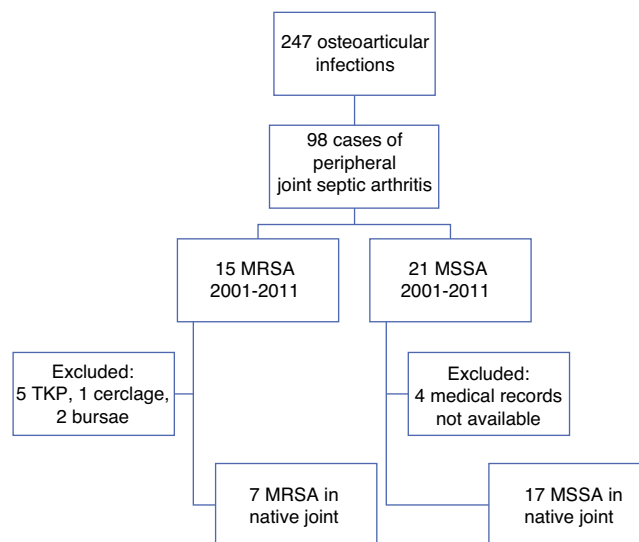 247 osteoarticular
infections
98 cases of
peripheral
joint septic arthritis
15 MRSA
2001-2011
21 MSSA
2001-2011
Excluded:
5 TKP, 1 cerclage,
2 bursae
Excluded:
4 medical records
not available
7 MRSA in
native joint
17 MSSA in
native joint